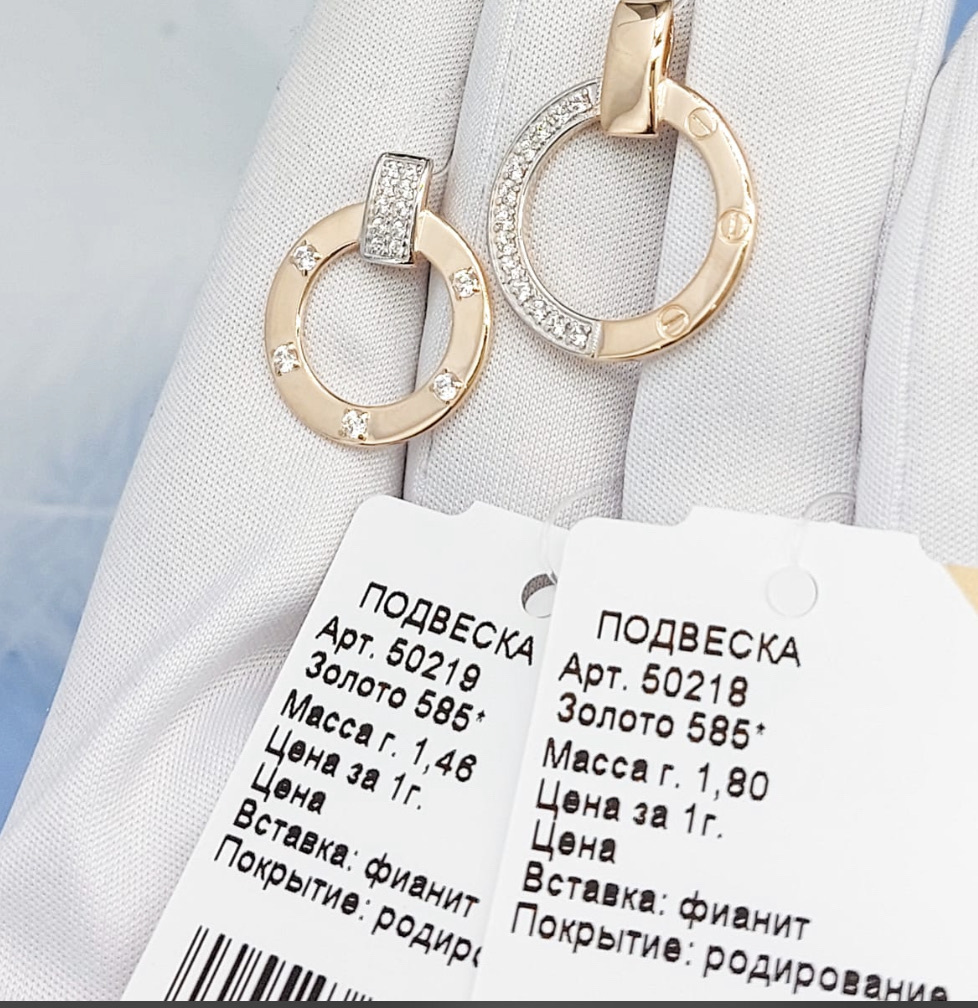 ПОДВЕСКА
Арт. 50219
Золото 585*
Масса г. 1,46
Цена за 1г.
Цена
Вставка: фианит
Покрытие: родиро
ПОДВЕСКА
Арт. 50218
Золото 585*
Масса г. 1,80
Цена за 1г.
Цена
Вставка: фианит
Покрытие: родирование